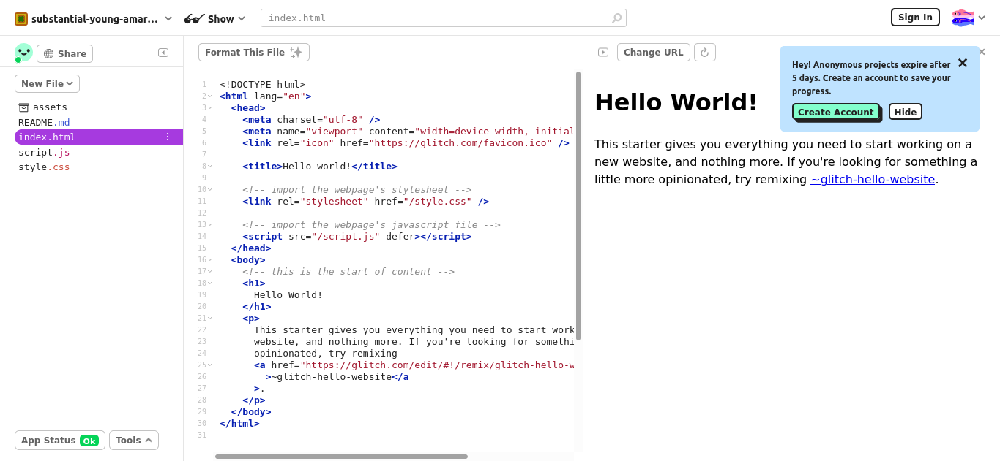 substantial-young-amar...
Show
index.html
Sign In
Share
New File
assets
README.md
index.html
script.js
style.css
App Status Ok
Tools
Format This File
1 <!DOCTYPE html>
2 <html lang="en">
3 <head>
4 <meta charset="utf-8" />
5 <meta name="viewport" content="width=device-width, initial
6 <link rel="icon" href="https://glitch.com/favicon.ico" />
7
8 <title>Hello world!</title>
9
10 <!-- import the webpage's stylesheet -->
11 <link rel="stylesheet" href="/style.css" />
12
13 <!-- import the webpage's javascript file -->
14 <script src="/script.js" defer></script>
15 </head>
16 <body>
17 <!-- this is the start of content -->
18 <h1>
19 Hello World!
20 </h1>
21 <p>
22 This starter gives you everything you need to start work
23 website, and nothing more. If you're looking for somethi
24 opinionated, try remixing
25 <a href="https://glitch.com/edit/#!/remix/glitch-hello-w
26 >~glitch-hello-website</a
27 >.
28 </p>
29 </body>
30 </html>
31
Change URL
Hey! Anonymous projects expire after
5 days. Create an account to save your
progress.
Create Account
Hide
Hello World!
This starter gives you everything you need to start working on a
new website, and nothing more. If you're looking for something a
little more opinionated, try remixing ~glitch-hello-website.